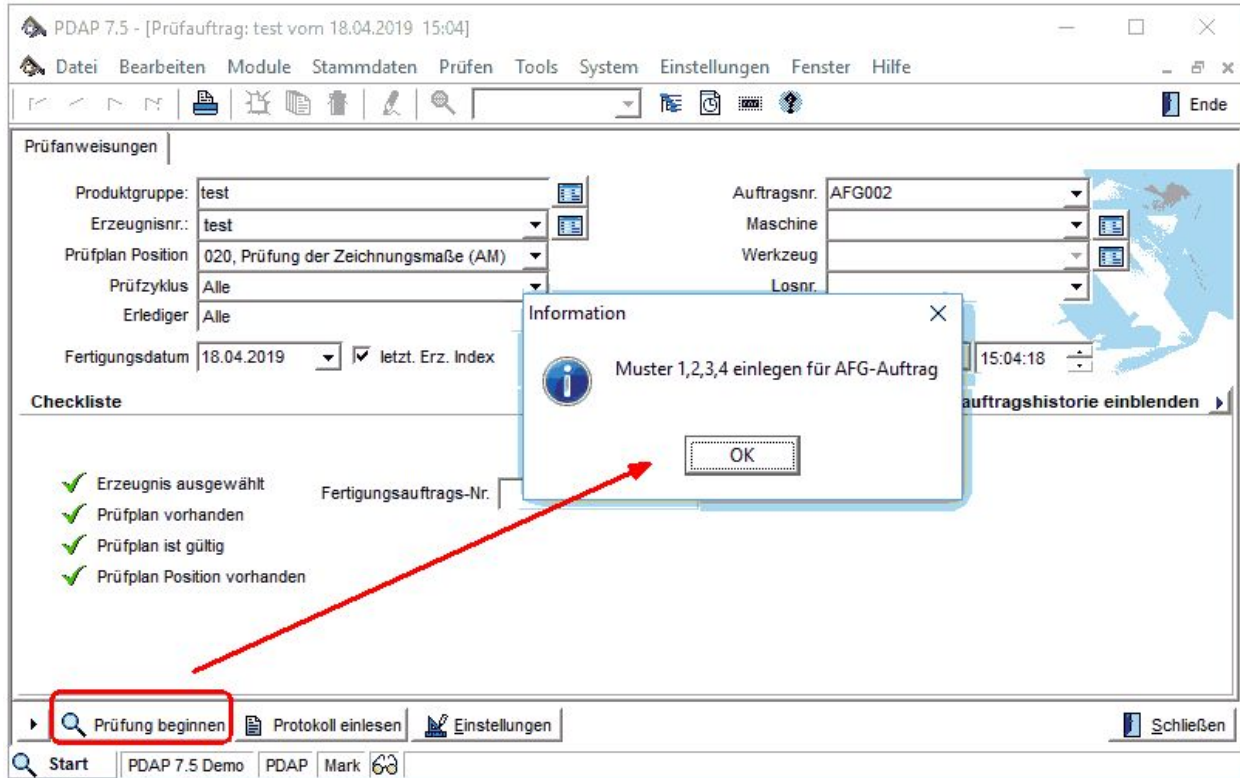 PDAP 7.5 - [Prüfauftrag: test vom 18.04.2019 15:04]
Datei Bearbeiten Module Stammdaten Prüfen Tools System Einstellungen Fenster Hilfe
Ende
Prüfanweisungen
Produktgruppe: test Auftragsnr. AFG002
Erzeugnisnr.: test Maschine
Prüfplan Position 020, Prüfung der Zeichnungsmaße (AM) Werkzeug
Prüfzyklus Alle Losnr.
Erlediger Alle
Information
Fertigungsdatum 18.04.2019 letzt. Erz. Index 15:04:18
Muster 1,2,3,4 einlegen für AFG-Auftrag
Checkliste auftragshistorie einblenden
OK
Erzeugnis ausgewählt Fertigungsauftrags-Nr.
Prüfplan vorhanden
Prüfplan ist gültig
Prüfplan Position vorhanden
Prüfung beginnen Protokoll einlesen Einstellungen Schließen
Start PDAP 7.5 Demo PDAP Mark